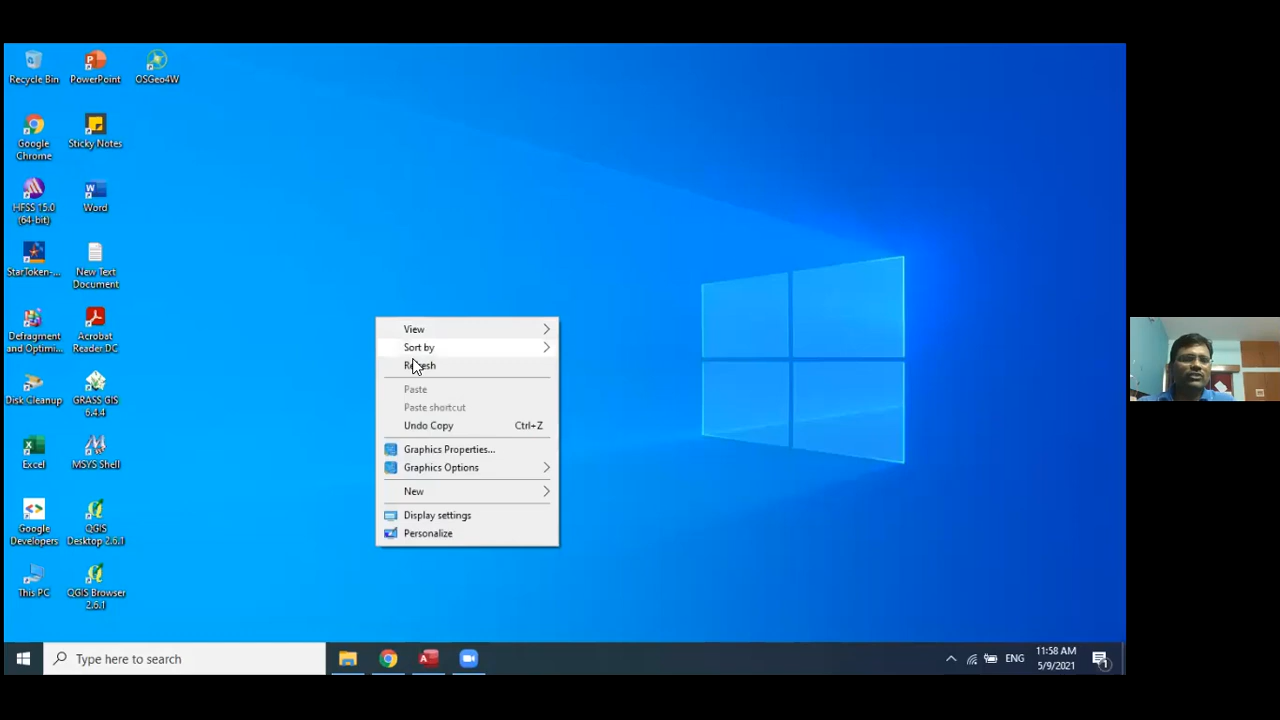 Recycle Bin
PowerPoint
OSGeo4W
Google
Chrome
Sticky Notes
HFSS 15.0
(64-bit)
Word
StarToken-...
New Text
Document
Defragment
and Optimi...
Acrobat
Reader DC
Disk Cleanup
GRASS GIS
6.4.4
Excel
MSYS Shell
Google
Developers
QGIS
Desktop 2.6.1
This PC
QGIS Browser
2.6.1
View
Sort by
Refresh
Paste
Paste shortcut
Undo Copy Ctrl+Z
Graphics Properties...
Graphics Options
New
Display settings
Personalize
Type here to search
ENG
11:58 AM
5/9/2021
1